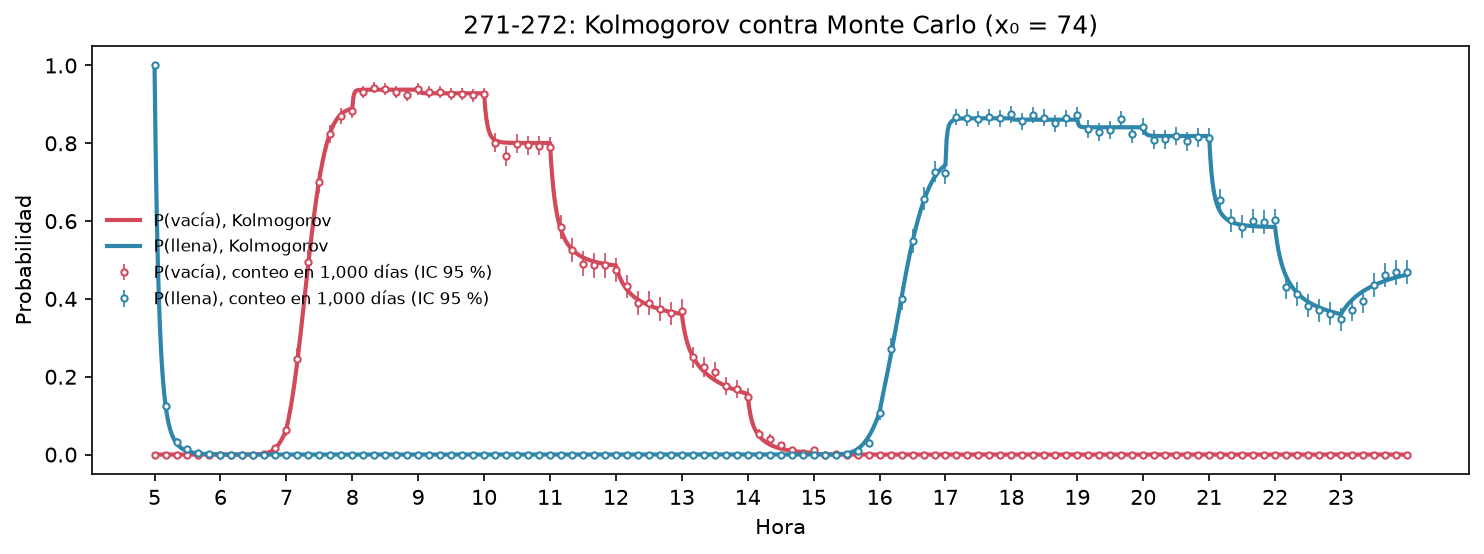 271-272: Kolmogorov contra Monte Carlo (x₀ = 74)
Probabilidad
1.0
0.8
0.6
0.4
0.2
0.0
P(vacía), Kolmogorov
P(llena), Kolmogorov
P(vacía), conteo en 1,000 días (IC 95 %)
P(llena), conteo en 1,000 días (IC 95 %)
5 6 7 8 9 10 11 12 13 14 15 16 17 18 19 20 21 22 23
Hora